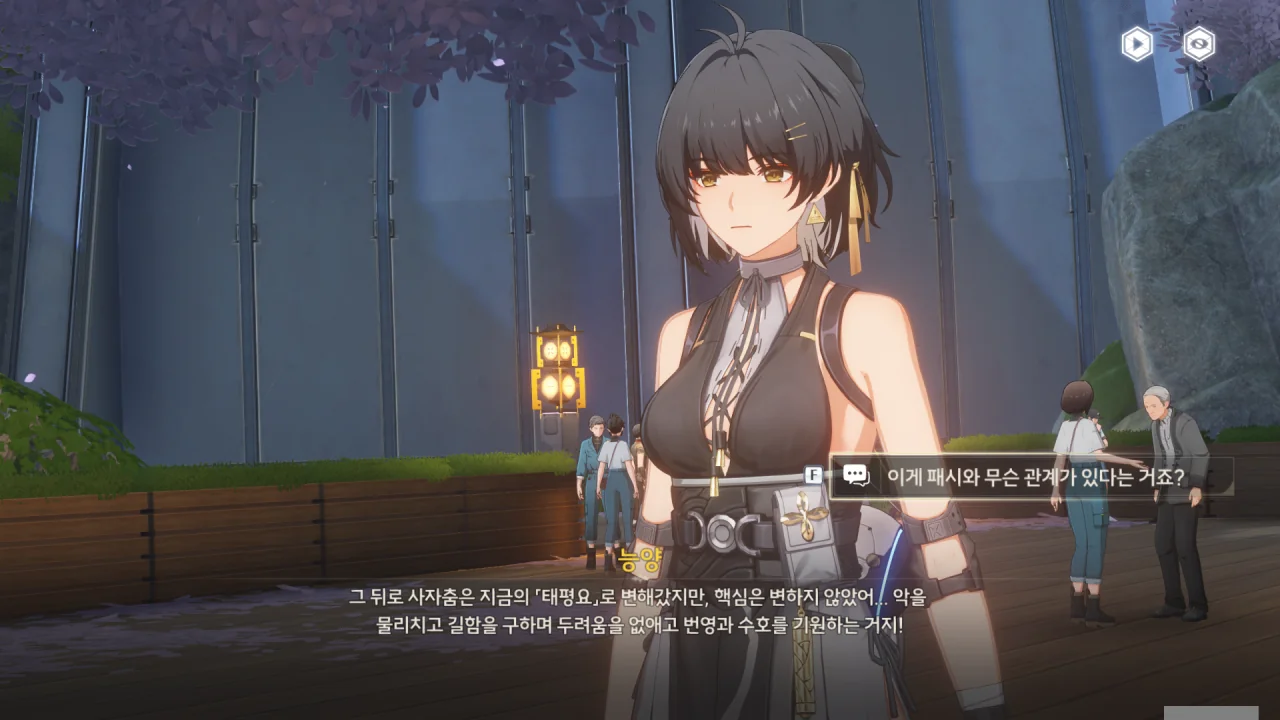 F
이게 패시와 무슨 관계가 있다는 거죠?
능양
그 뒤로 사자춤은 지금의 「태평요」로 변해갔지만, 핵심은 변하지 않았어... 악을
물리치고 길함을 구하며 두려움을 없애고 번영과 수호를 기원하는 거지!